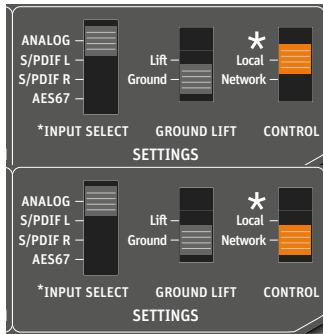 ANALOG
S/PDIF L Lift Local
S/PDIF R Ground Network
AES67
*INPUT SELECT GROUND LIFT CONTROL
SETTINGS
ANALOG
S/PDIF L Lift Local
S/PDIF R Ground Network
AES67
*INPUT SELECT GROUND LIFT CONTROL
SETTINGS